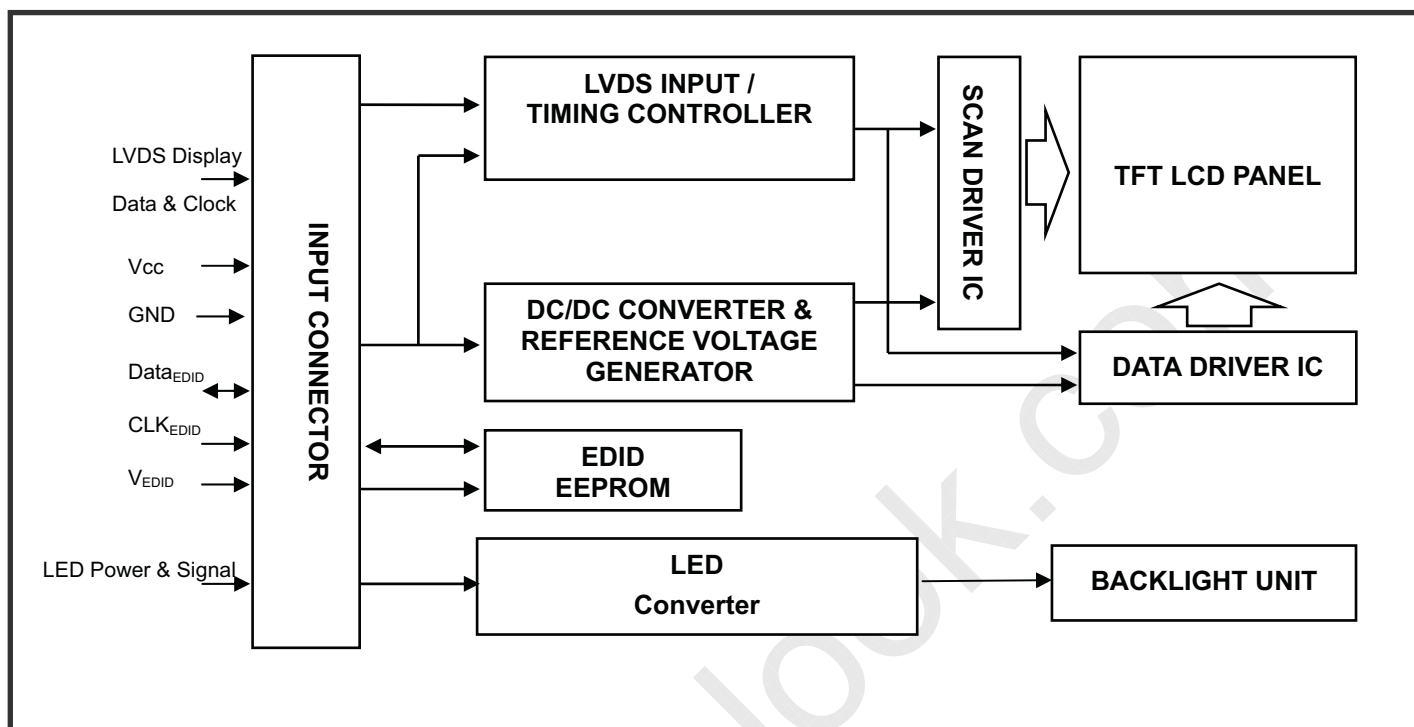 LVDS Display
Data & Clock
Vcc
GND
DataEDID
CLKEDID
VEDID
LED Power & Signal
INPUT CONNECTOR
LVDS INPUT /
TIMING CONTROLLER
DC/DC CONVERTER &
REFERENCE VOLTAGE
GENERATOR
EDID
EEPROM
LED
Converter
SCAN DRIVER IC
TFT LCD PANEL
DATA DRIVER IC
BACKLIGHT UNIT
look.com